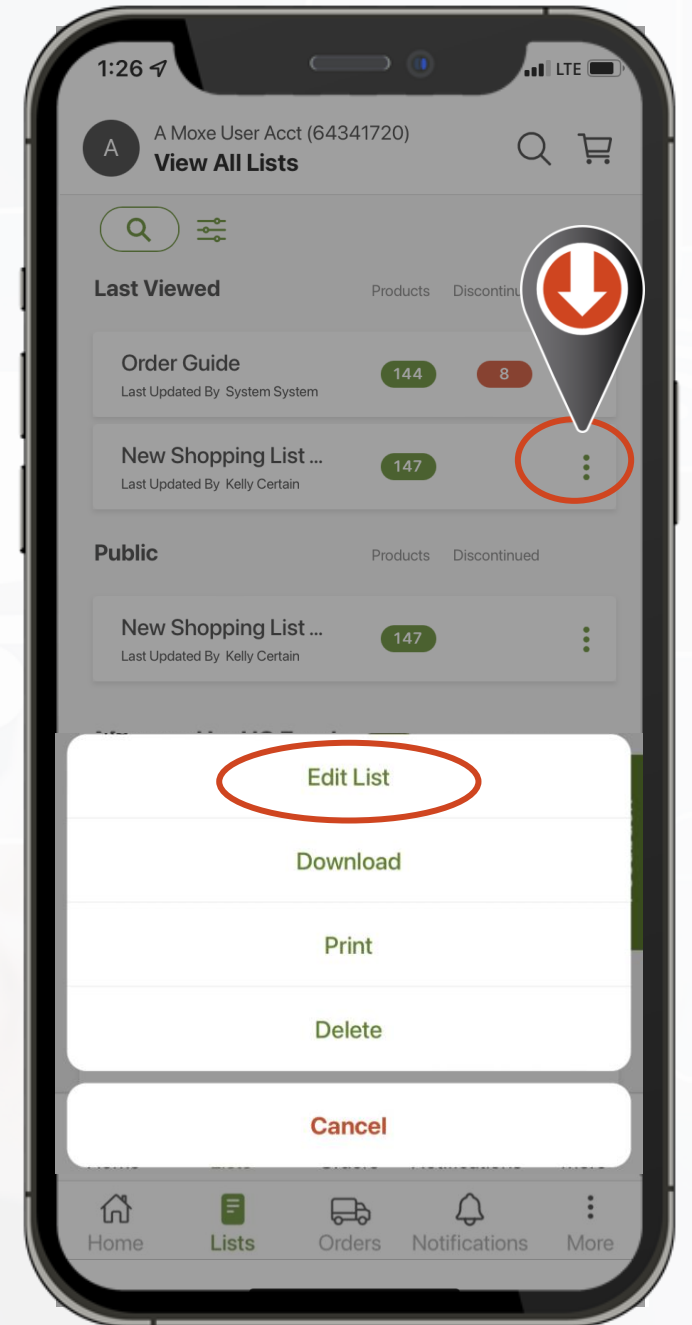 1:26
LTE
A
A Moxe User Acct (64341720)
View All Lists
Last Viewed
Products
Order Guide
144
8
Last Updated By System System
New Shopping List ...
147
Last Updated By Kelly Certain
Public
Products
Discontinued
New Shopping List ...
147
Last Updated By Kelly Certain
Edit List
Download
Print
Delete
Cancel
Home
Lists
Orders
Notifications
More